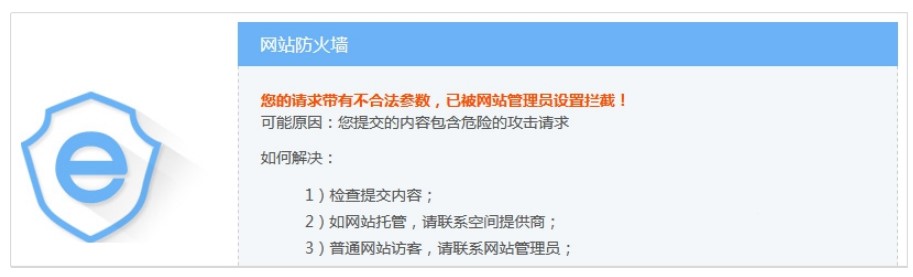 网站防火墙
您的请求带有不合法参数，已被网站管理员设置拦截！
可能原因：您提交的内容包含危险的攻击请求
如何解决：
1）检查提交内容；
2）如网站托管，请联系空间提供商；
3）普通网站访客，请联系网站管理员；